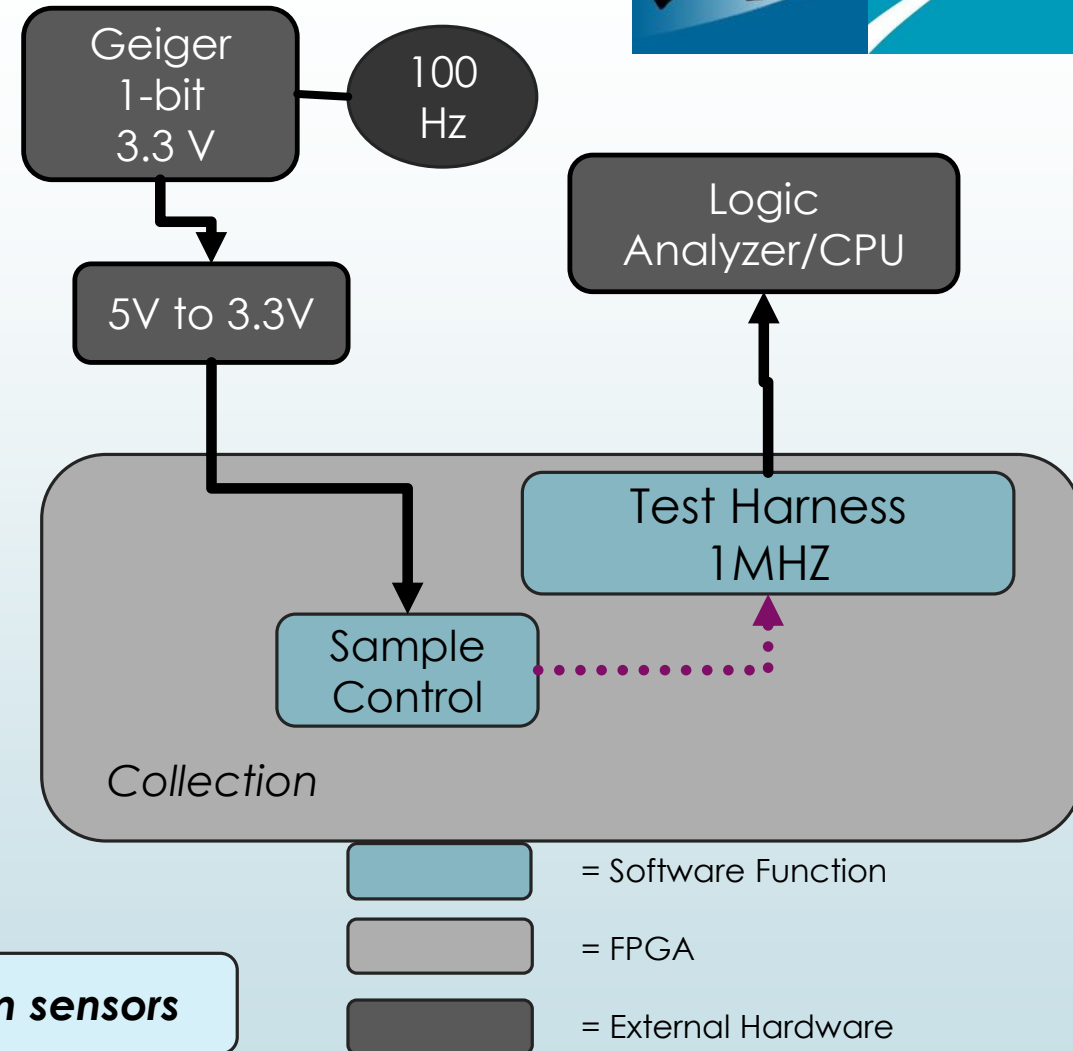 Geiger
1-bit
3.3 V
100
Hz
Logic
Analyzer/CPU
5V to 3.3V
Test Harness
1MHZ
Sample
Control
Collection
= Software Function
= FPGA
= External Hardware
sensors